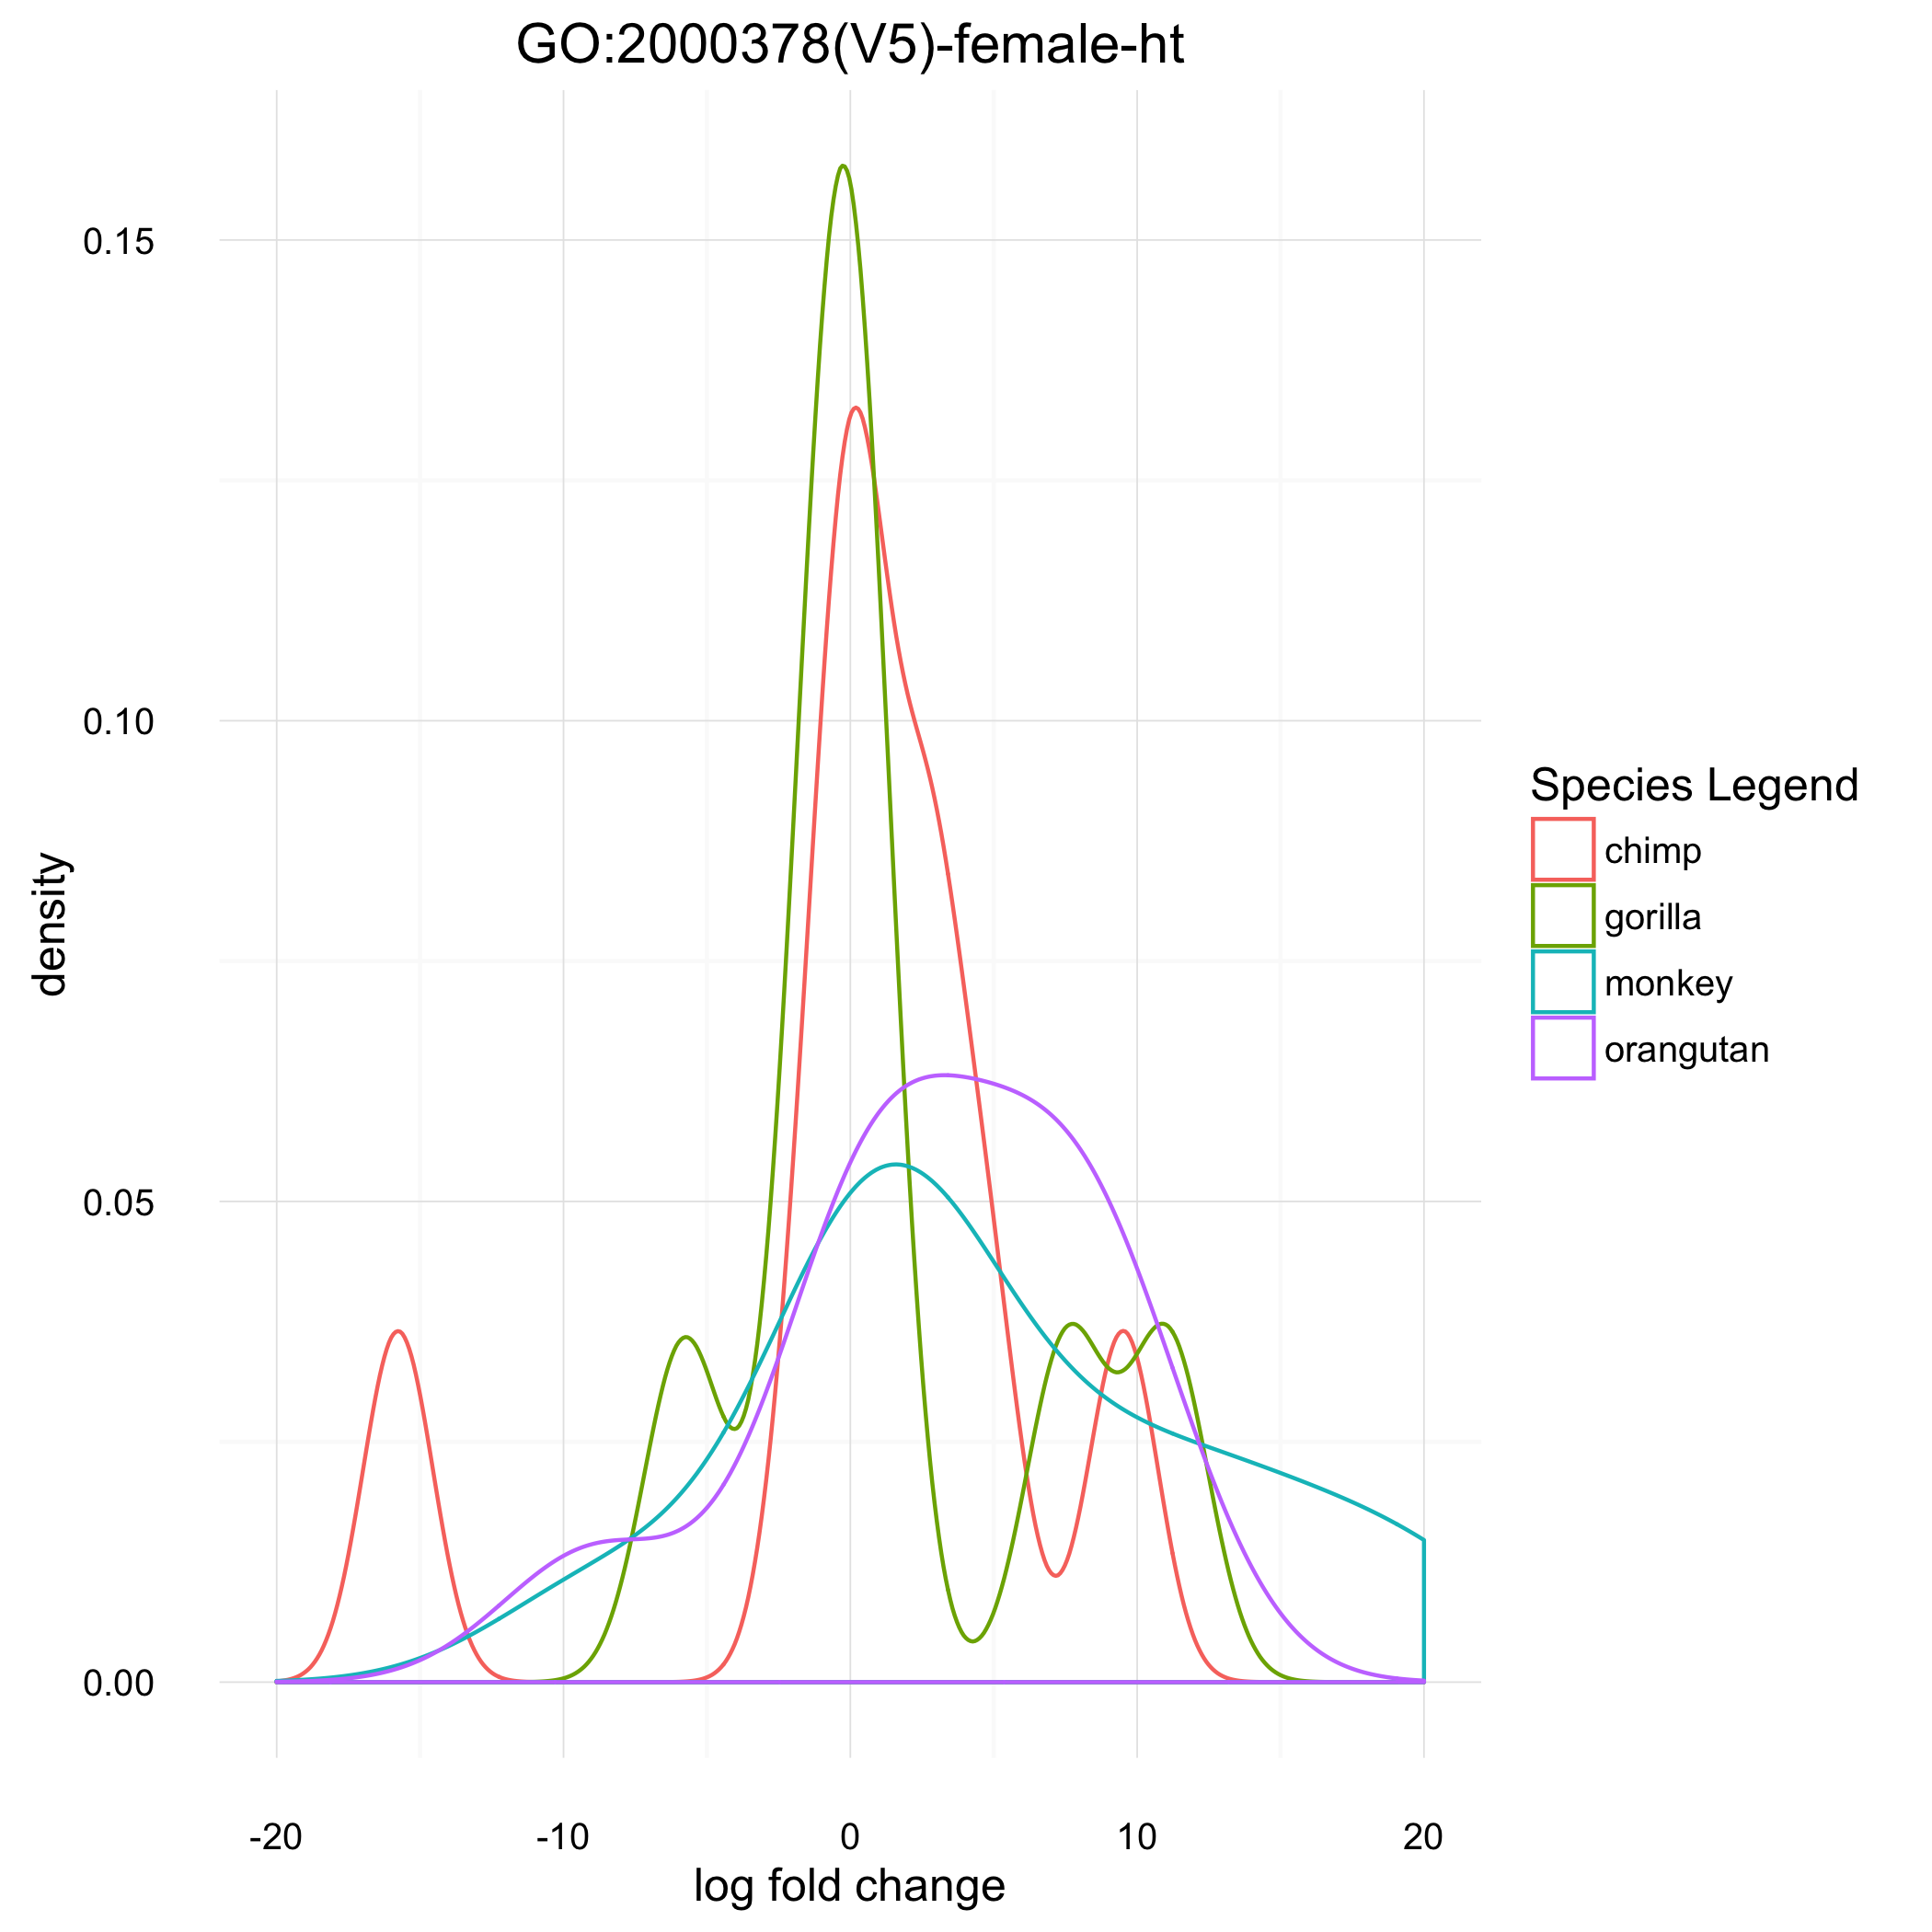 GO:2000378(V5)-female-ht
0.15
0.10
0.05
0.00
density
-20
-10
0
10
20
log fold change
Species Legend
chimp
gorilla
monkey
orangutan